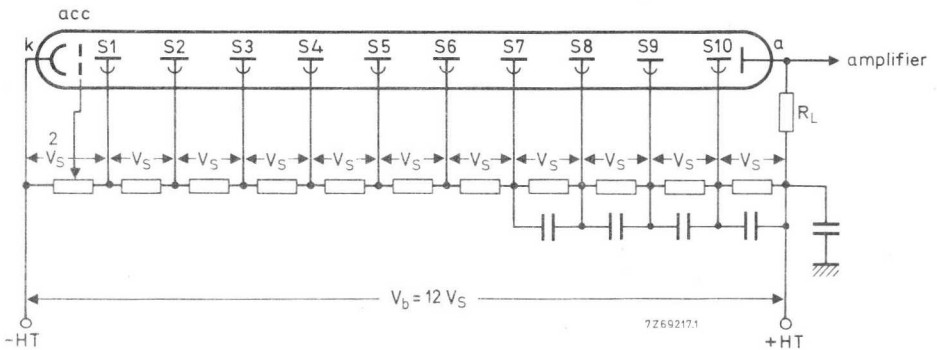 acc
k S1 S2 S3 S4 S5 S6 S7 S8 S9 S10 a
amplifier
R_L
2
V_S V_S V_S V_S V_S V_S V_S V_S V_S V_S V_S
V_b = 12 V_S
7Z69217.1
-HT +HT